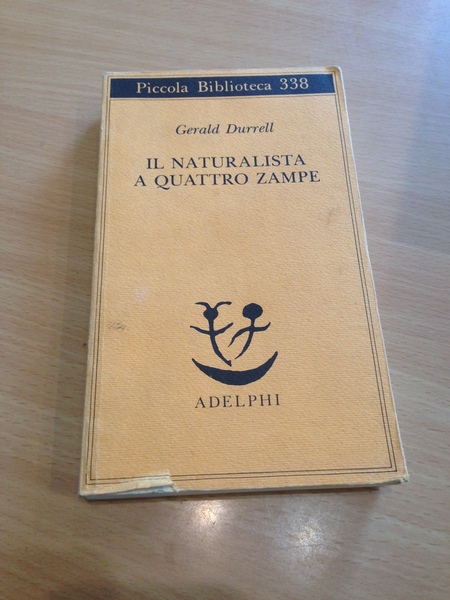 Piccola Biblioteca 338
Gerald Durrell
IL NATURALISTA
A QUATTRO ZAMPE
ADELPHI